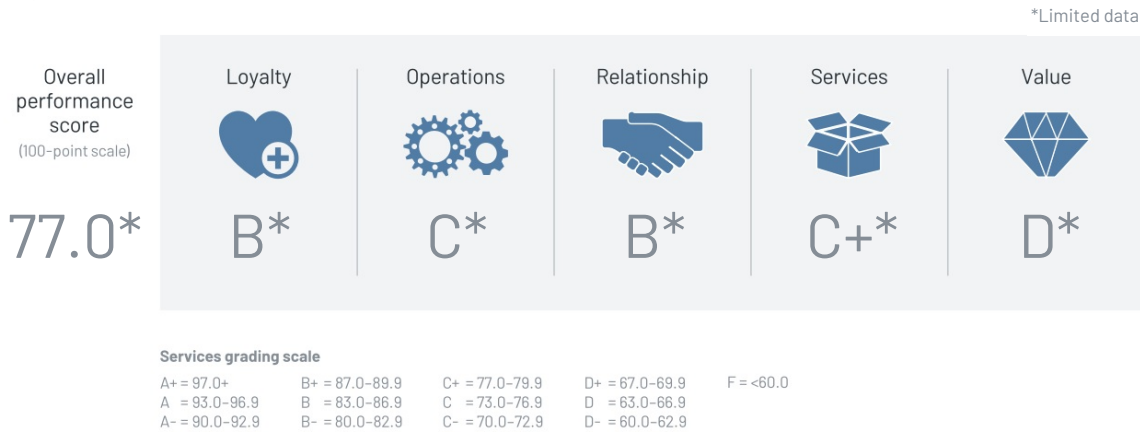 *Limited data
Overall
performance
score
(100-point scale)
77.0*
Loyalty
B*
Operations
C*
Relationship
B*
Services
C+*
Value
D*
Services grading scale
A+ = 97.0+
A = 93.0–96.9
A- = 90.0–92.9
B+ = 87.0–89.9
B = 83.0–86.9
B- = 80.0–82.9
C+ = 77.0–79.9
C = 73.0–76.9
C- = 70.0–72.9
D+ = 67.0–69.9
D = 63.0–66.9
D- = 60.0–62.9
F = <60.0